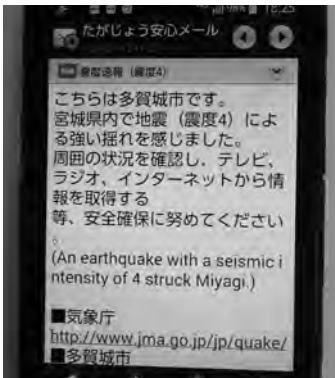 98% 18:25
たがじょう安心メール
震度速報（震度4）
こちらは多賀城市です。
宮城県内で地震（震度4）によ
る強い揺れを感じました。
周囲の状況を確認し、テレビ、
ラジオ、インターネットから情
報を取得する
等、安全確保に努めてください
。
(An earthquake with a seismic i
ntensity of 4 struck Miyagi.)
■気象庁
http://www.jma.go.jp/jp/quake/
■多賀城市